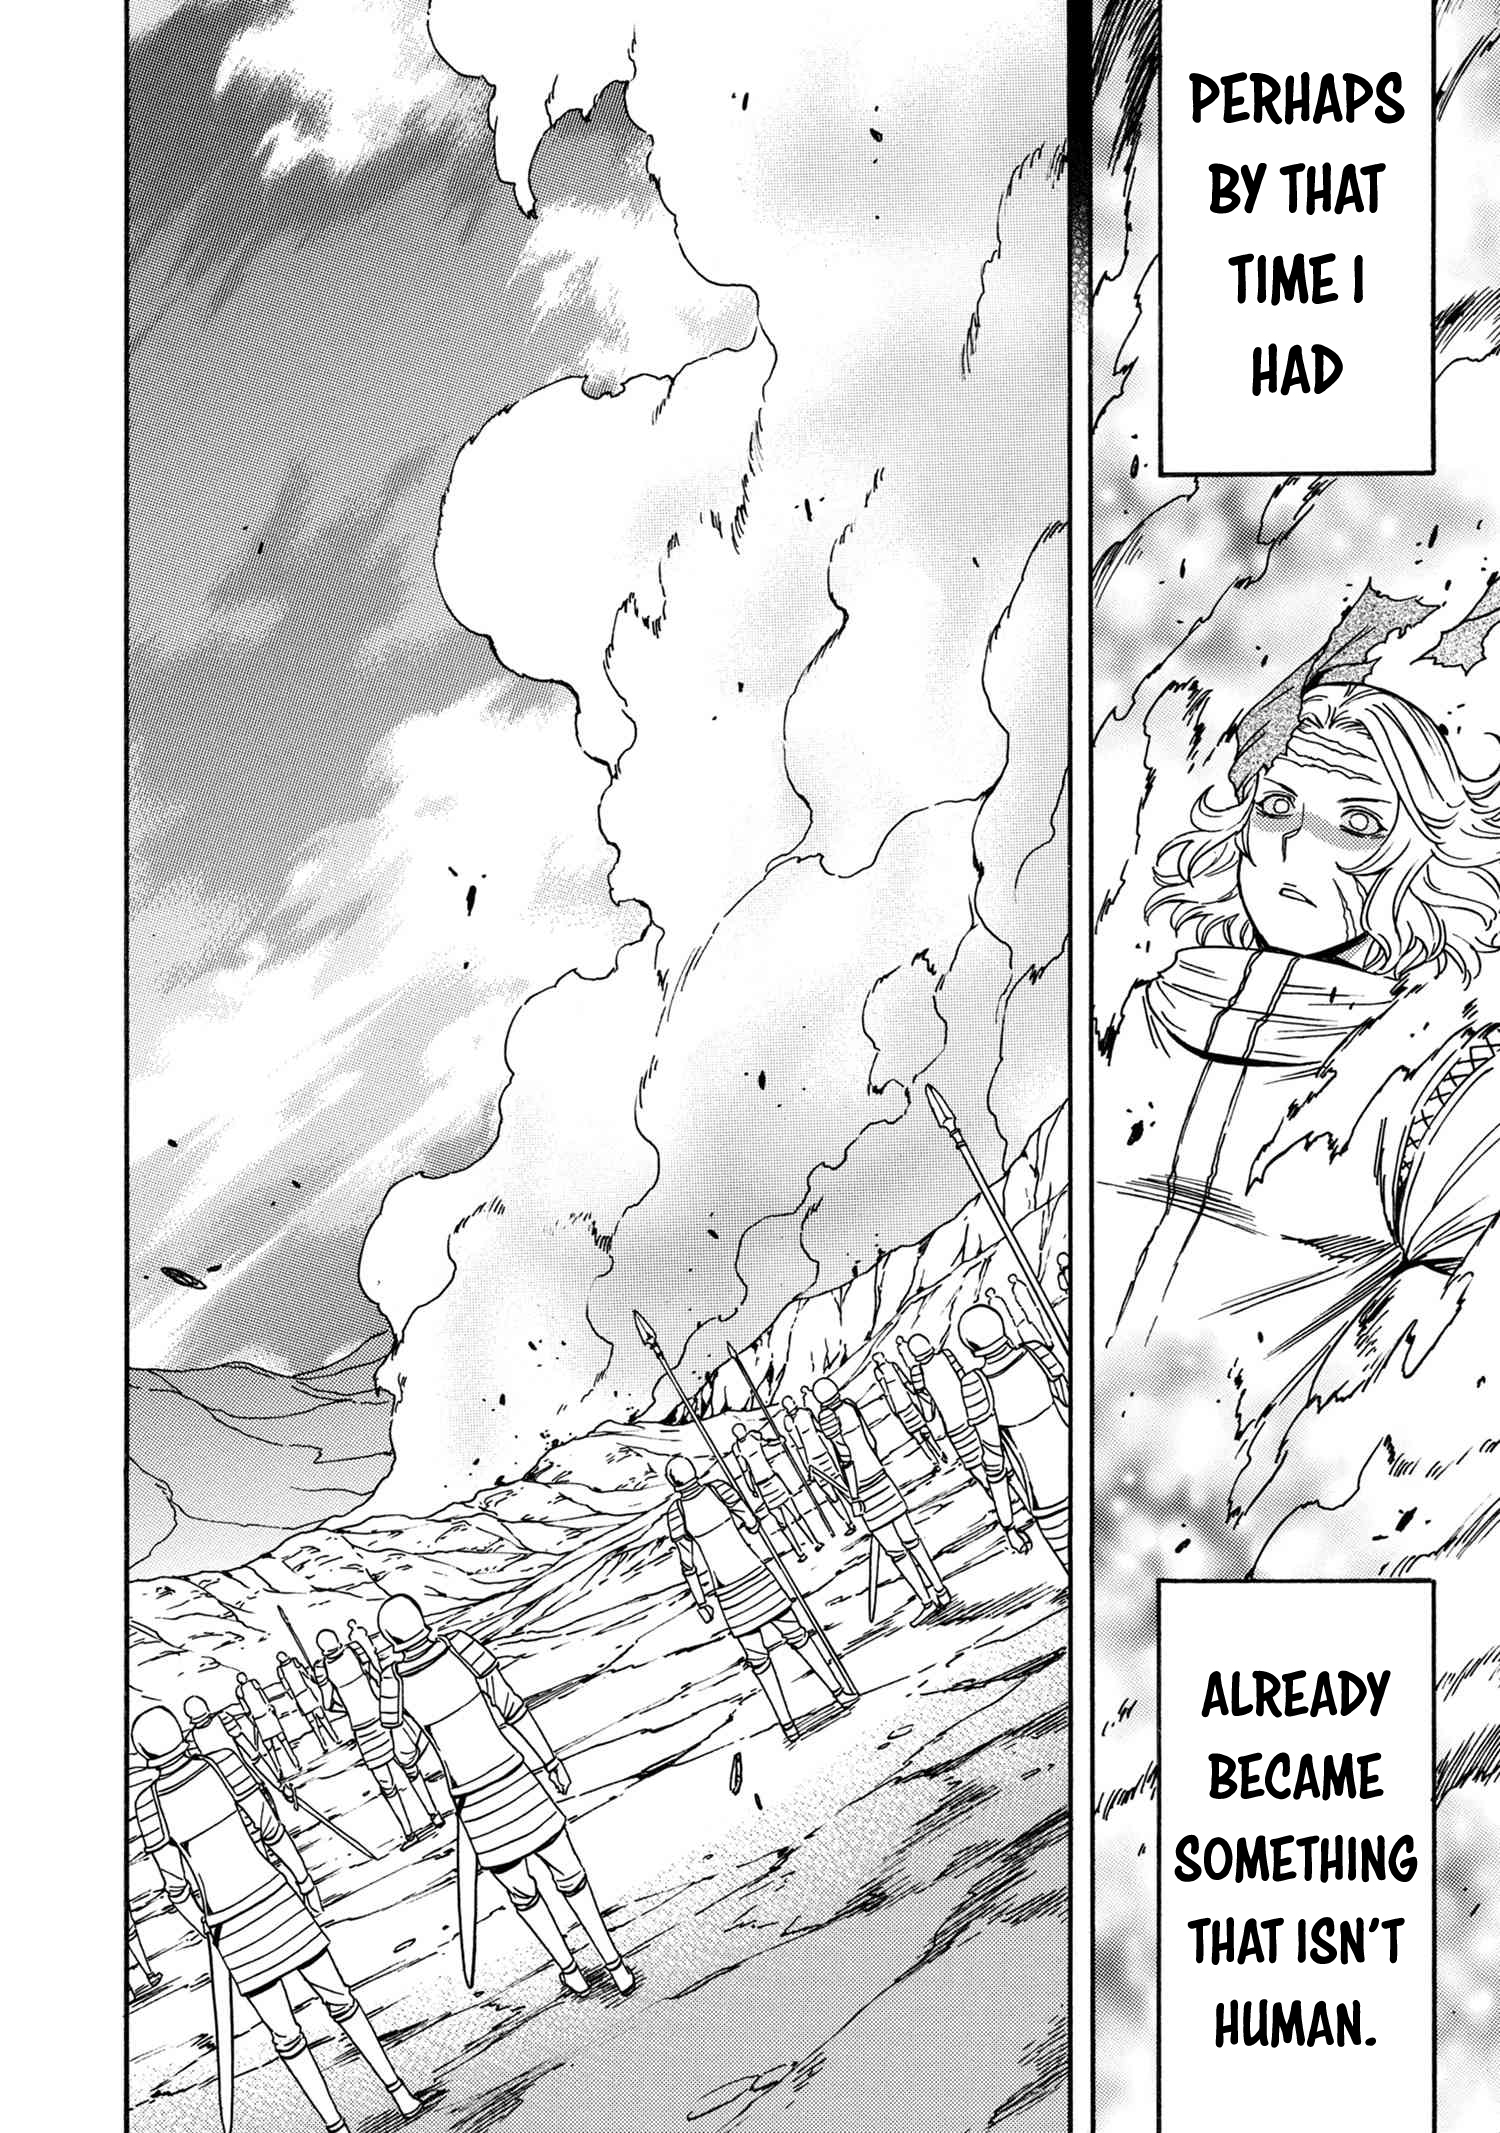 PERHAPS
BY THAT
TIME I
HAD
ALREADY
BECAME
SOMETHING
THAT ISN'T
HUMAN.